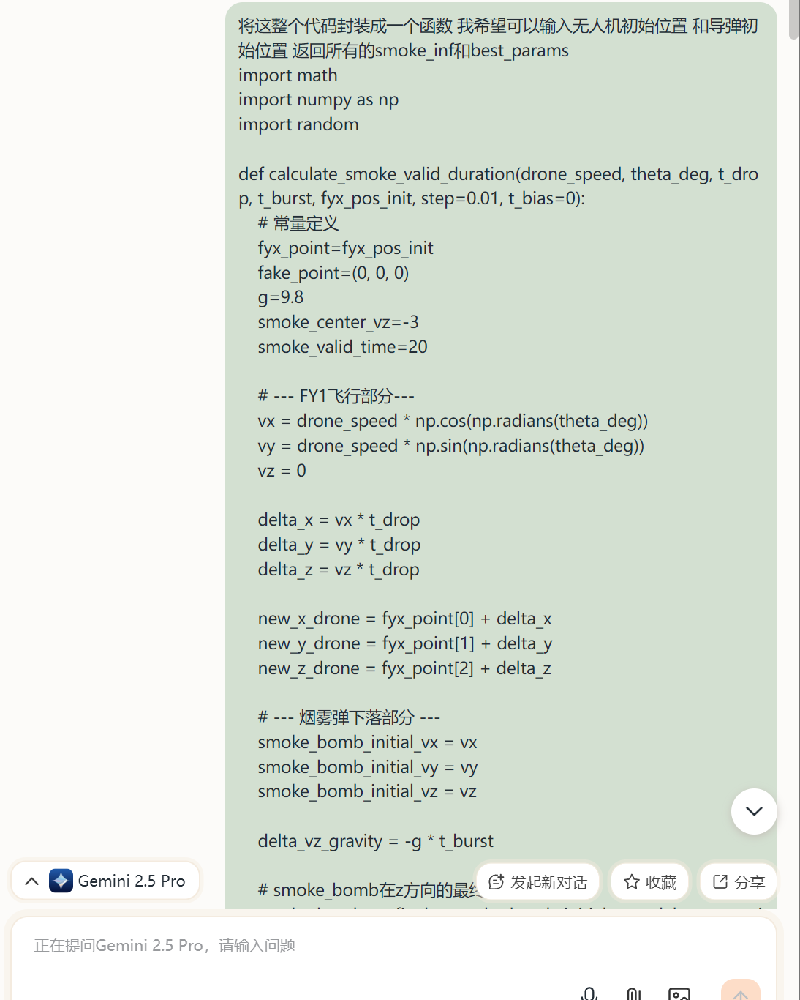 将这整个代码封装成一个函数 我希望可以输入无人机初始位置 和导弹初
始位置 返回所有的smoke_inf和best_params
import math
import numpy as np
import random
def calculate_smoke_valid_duration(drone_speed, theta_deg, t_dro
p, t_burst, fyx_pos_init, step=0.01, t_bias=0):
# 常量定义
fyx_point=fyx_pos_init
fake_point=(0, 0, 0)
g=9.8
smoke_center_vz=-3
smoke_valid_time=20
# --- FY1飞行部分---
vx = drone_speed * np.cos(np.radians(theta_deg))
vy = drone_speed * np.sin(np.radians(theta_deg))
vz = 0
delta_x = vx * t_drop
delta_y = vy * t_drop
delta_z = vz * t_drop
new_x_drone = fyx_point[0] + delta_x
new_y_drone = fyx_point[1] + delta_y
new_z_drone = fyx_point[2] + delta_z
# --- 烟雾弹下落部分 ---
smoke_bomb_initial_vx = vx
smoke_bomb_initial_vy = vy
smoke_bomb_initial_vz = vz
delta_vz_gravity = -g * t_burst
# smoke_bomb在z方向的最
Gemini 2.5 Pro
发起新对话
收藏
分享
正在提问Gemini 2.5 Pro，请输入问题